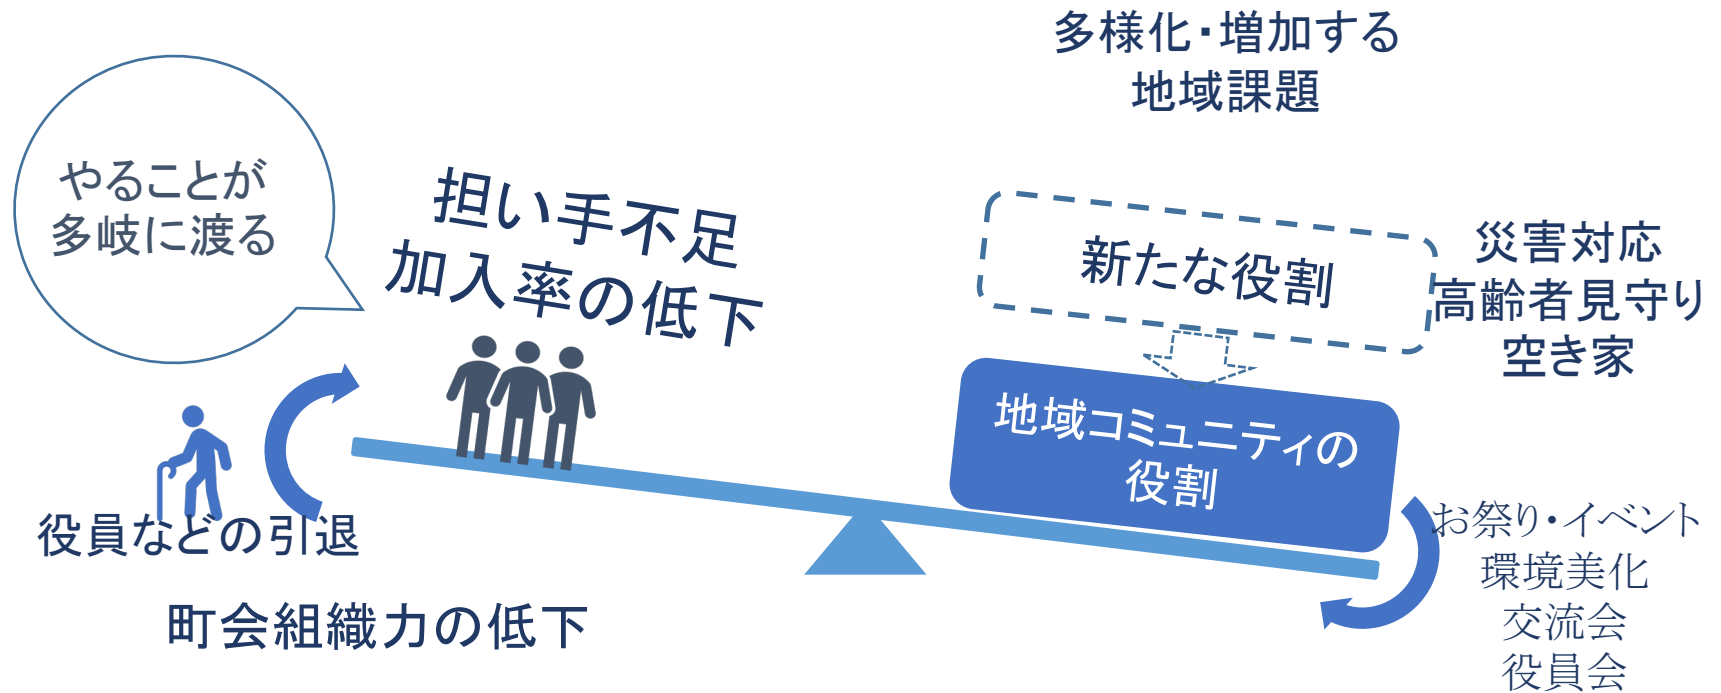 多様化・増加する
地域課題
やることが
多岐に渡る
担い手不足
加入率の低下
新たな役割
災害対応
高齢者見守り
空き家
地域コミュニティの
役割
役員などの引退
町会組織力の低下
お祭り・イベント
環境美化
交流会
役員会